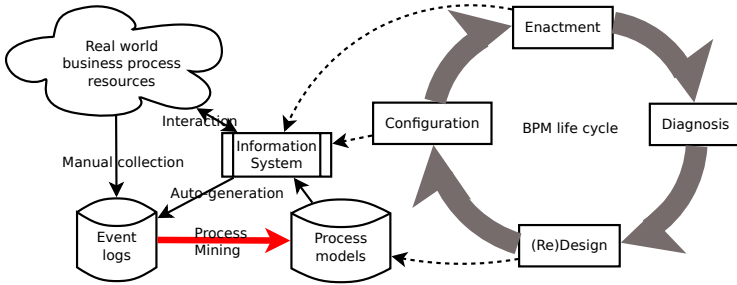 Real world
business process
resources
Enactment
Interaction
Configuration
BPM life cycle
Diagnosis
Information
System
Manual collection
Auto-generation
Event
logs
Process
Mining
Process
models
(Re)Design